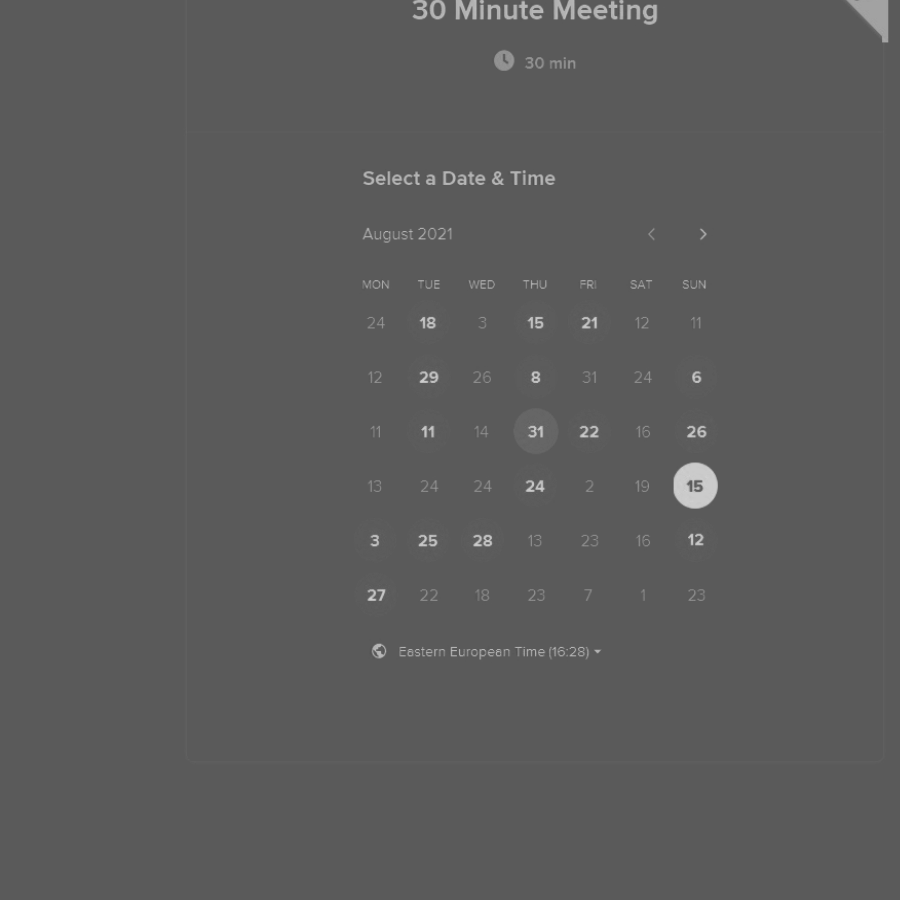 30 Minute Meeting
30 min
Select a Date & Time
August 2021
MON TUE WED THU FRI SAT SUN
24 18 3 15 21 12 11
12 29 26 8 31 24 6
11 11 14 31 22 16 26
13 24 24 24 2 19 15
3 25 28 13 23 16 12
27 22 18 23 7 1 23
Eastern European Time (16:28)